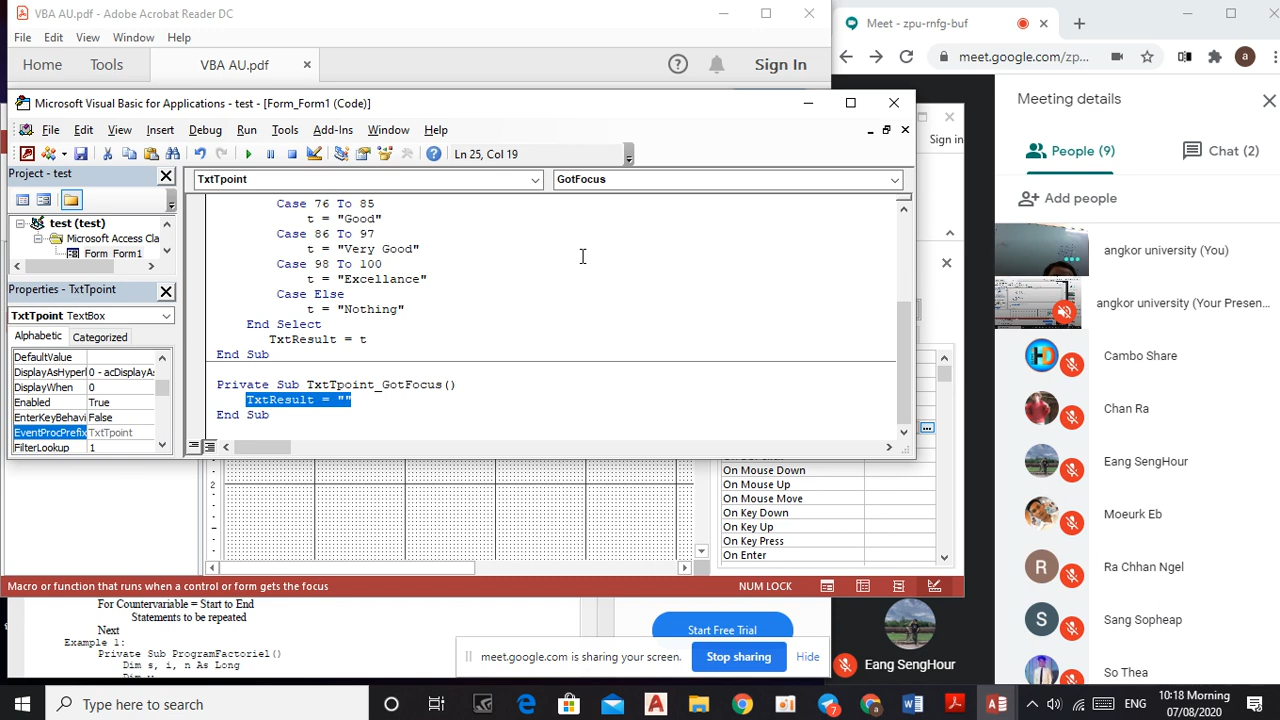 VBA AU.pdf - Adobe Acrobat Reader DC
File Edit View Window Help
Home Tools VBA AU.pdf × Sign In
Meet - zpu-rnfg-buf
meet.google.com/zp...
Microsoft Visual Basic for Applications - test - [Form_Form1 (Code)]
File Edit View Insert Debug Run Tools Add-Ins Window Help
Ln 25, Col 19
Sign in
Project - test
test (test)
Microsoft Access Cla
Form_Form1
Properties - TxtTpoint
TxtTpoint TextBox
Alphabetic Categorized
DefaultValue
DisplayAsHyperl 0 - acDisplayAs
DisplayWhen 0
Enabled True
EnterKeyBehavi False
EventProcPrefix TxtTpoint
FilterLookup 1
TxtTpoint GotFocus
Case 76 To 85
t = "Good"
Case 86 To 97
t = "Very Good"
Case 98 To 100
t = "Excellance"
Case Else
t = "Nothing"
End Select
TxtResult = t
End Sub
Private Sub TxtTpoint_GotFocus()
TxtResult = ""
End Sub
2
On Mouse Down
On Mouse Up
On Mouse Move
On Key Down
On Key Up
On Key Press
On Enter
Macro or function that runs when a control or form gets the focus NUM LOCK
For Countervariable = Start to End
Statements to be repeated
Next
Example 1:
Private Sub ProgramFactoriel()
Dim s, i, n As Long
Start Free Trial
meet.google.com is sharing your screen. Stop sharing Hide
Eang SengHour
Meeting details
People (9) Chat (2)
Add people
angkor university (You)
angkor university (Your Presen...
Cambo Share
Chan Ra
Eang SengHour
Moeurk Eb
R Ra Chhan Ngel
S Sang Sopheap
So Thea
Type here to search
7
ENG
10:18 Morning
07/08/2020